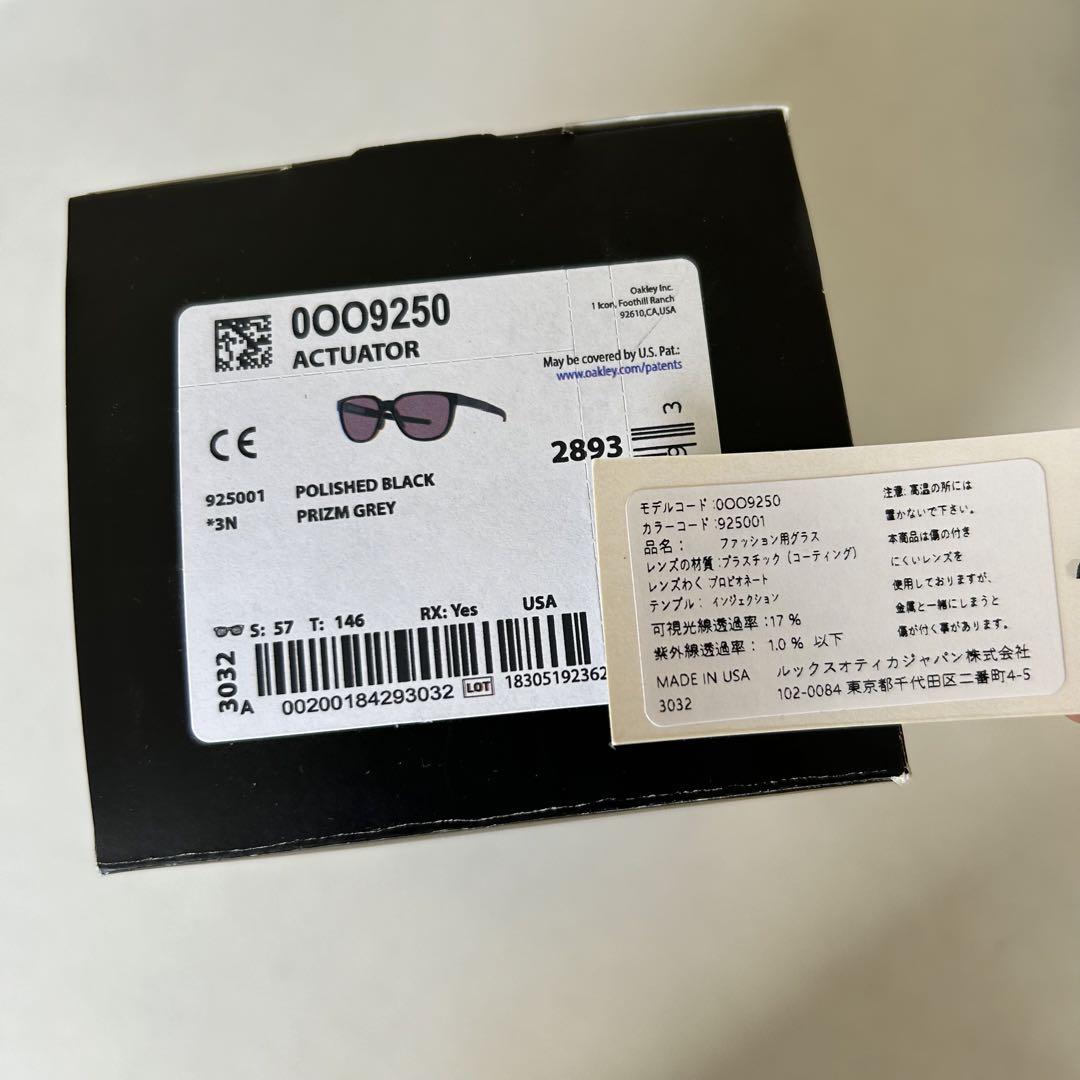 0OO9250
ACTUATOR
Oakley Inc.
1 Icon, Foothill Ranch
92610,CA,USA
May be covered by U.S. Pat.:
www.oakley.com/patents
CE
2893
3
925001 POLISHED BLACK
*3N PRIZM GREY
S: 57 T: 146 RX: Yes USA
3032
A
00200184293032 LOT 18305192362
モデルコード:0OO9250
カラーコード:925001
品名: ファッション用グラス
レンズの材質:プラスチック(コーティング)
レンズわく プロピオネート
テンプル: インジェクション
可視光線透過率:17%
紫外線透過率: 1.0% 以下
MADE IN USA ルックスオティカジャパン株式会社
3032 102-0084 東京都千代田区二番町4-5
注意: 高温の所には
置かないで下さい。
本商品は傷の付き
にくいレンズを
使用しておりますが、
金属と一緒にしまうと
傷が付く事があります。